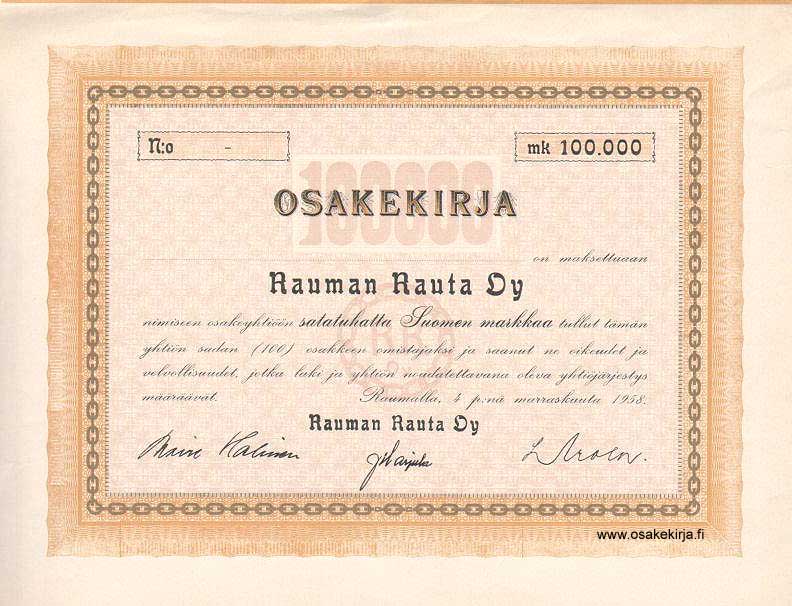 N:o -
mk 100.000
100000
OSAKEKIRJA
on maksettuaan
Rauman Rauta Oy
nimiseen osakeyhtiöön satatuhatta Suomen markkaa tullut tämän
yhtiön sadan (100) osakkeen omistajaksi ja saanut ne oikeudet ja
velvollisuudet, jotka laki ja yhtiön noudatettavana oleva yhtiöjärjestys
määräävät. Raumalla, 4 p:nä marraskuuta 1958.
Rauman Rauta Oy
www.osakekirja.fi